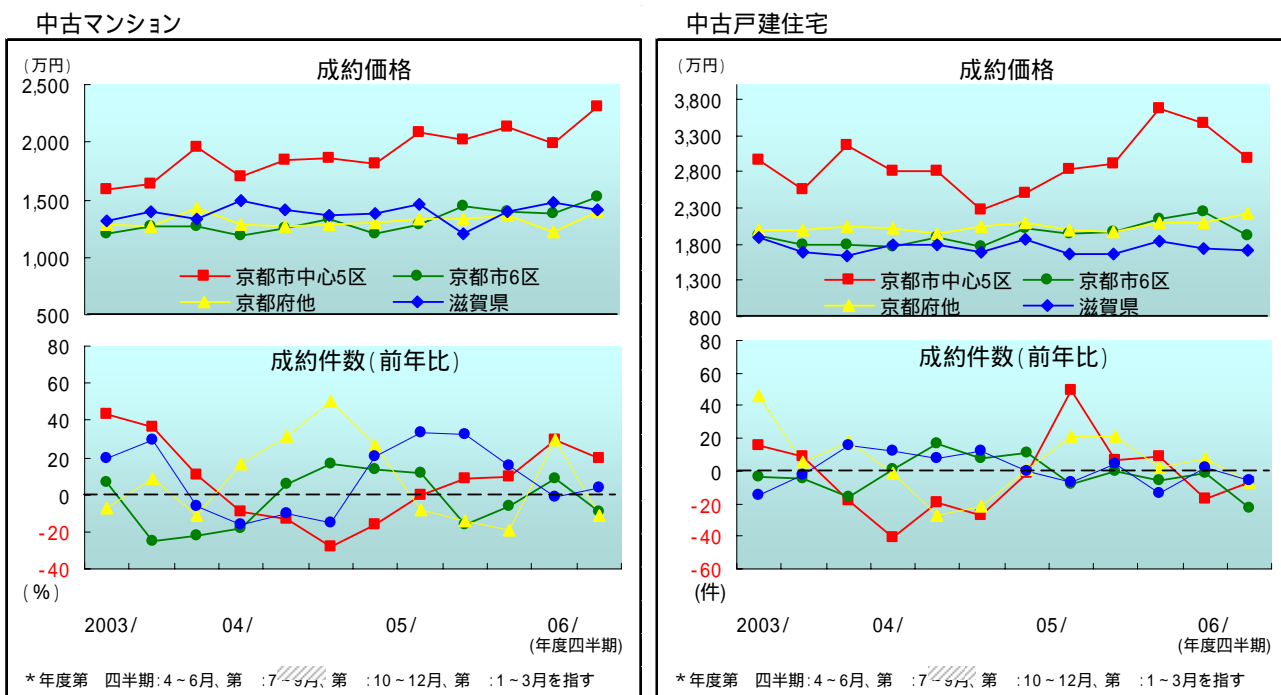 中古マンション
(万円)
成約価格
2,500
2,000
1,500
1,000
500
京都市中心5区
京都市6区
京都府他
滋賀県
成約件数(前年比)
80
60
40
20
0
-20
-40
(%)
2003/ 04/ 05/ 06/
(年度四半期)
*年度第 四半期:4~6月、第 :7~9月、第 :10~12月、第 :1~3月を指す
中古戸建住宅
(万円)
成約価格
3,800
3,300
2,800
2,300
1,800
1,300
800
京都市中心5区
京都市6区
京都府他
滋賀県
成約件数(前年比)
80
60
40
20
0
-20
-40
-60
(件)
2003/ 04/ 05/ 06/
(年度四半期)
*年度第 四半期:4~6月、第 :7~9月、第 :10~12月、第 :1~3月を指す